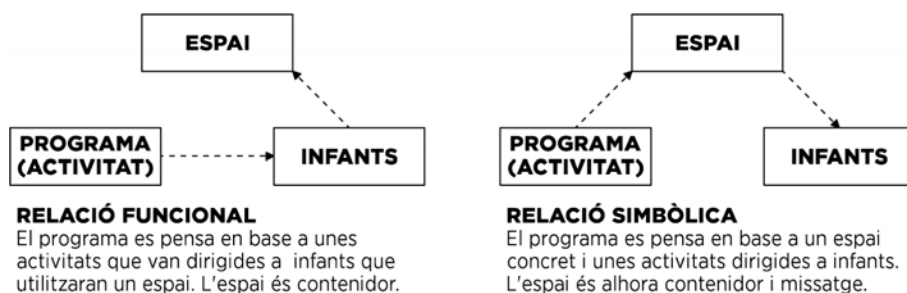 ESPAI
PROGRAMA
(ACTIVITAT)
INFANTS
RELACIÓ FUNCIONAL
El programa es pensa en base a unes
activitats que van dirigides a infants que
utilitzaran un espai. L'espai és contenidor.
ESPAI
PROGRAMA
(ACTIVITAT)
INFANTS
RELACIÓ SIMBÒLICA
El programa es pensa en base a un espai
concret i unes activitats dirigides a infants.
L'espai és alhora contenidor i missatge.